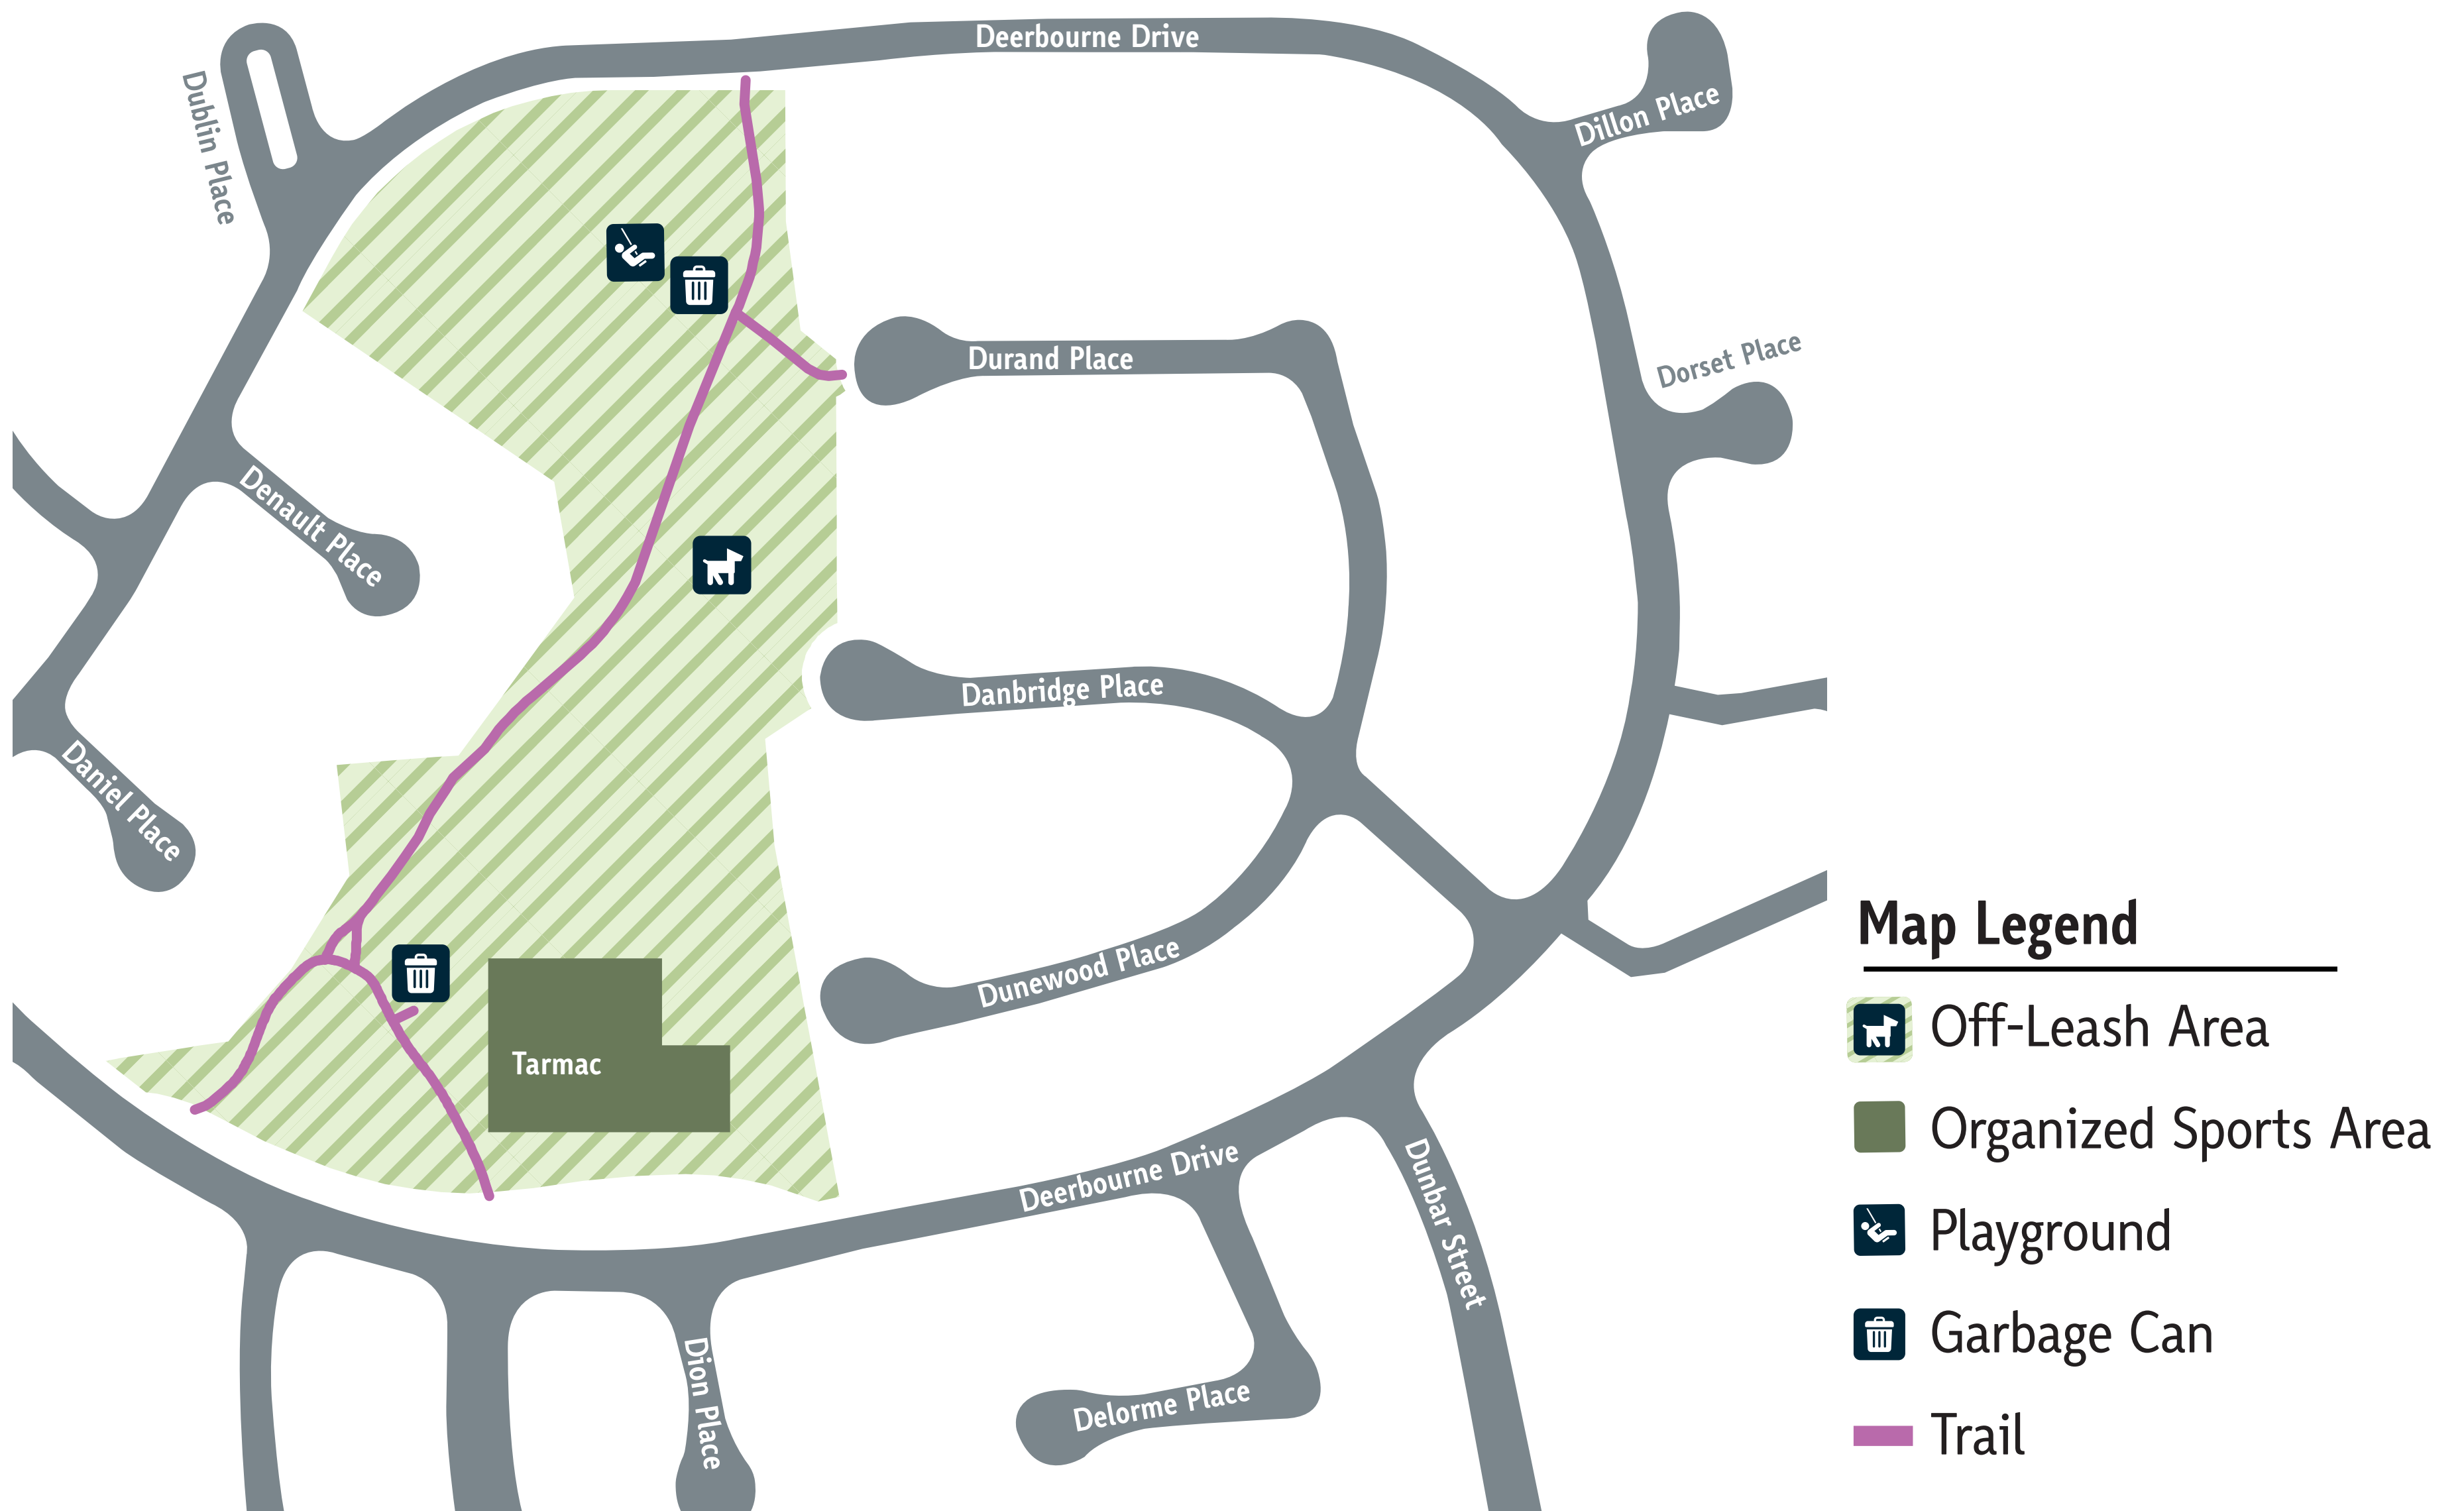 Deerbourne Drive
Dublin Place
Dillon Place
Durand Place
Dorset Place
Denault Place
Danbridge Place
Daniel Place
Dunewood Place
Tarmac
Deerbourne Drive
Dunbar Street
Dion Place
Delorme Place
Map Legend
Off-Leash Area
Organized Sports Area
Playground
Garbage Can
Trail